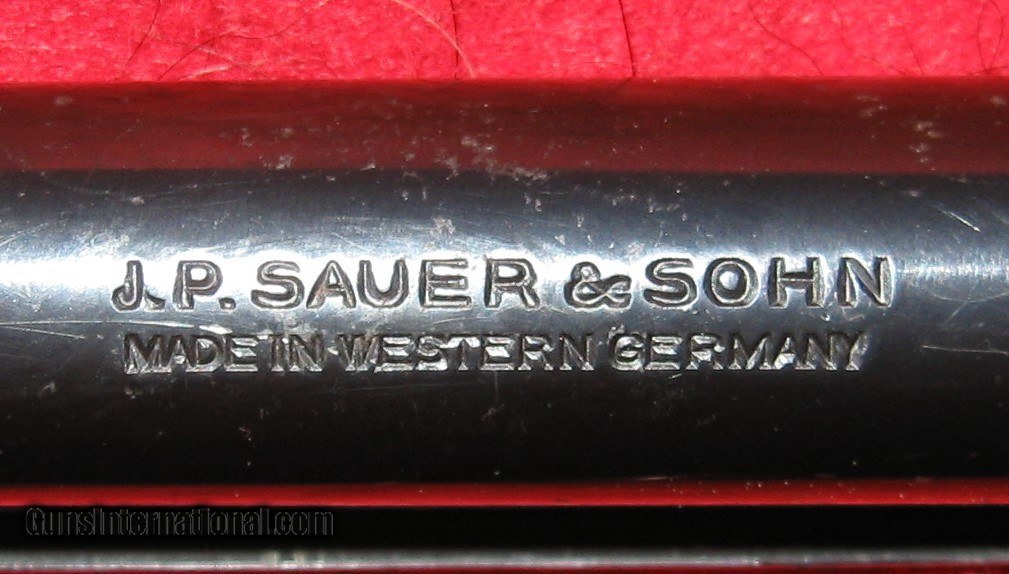 J.P. SAUER & SOHN
MADE IN WESTERN GERMANY
GunsInternational.com